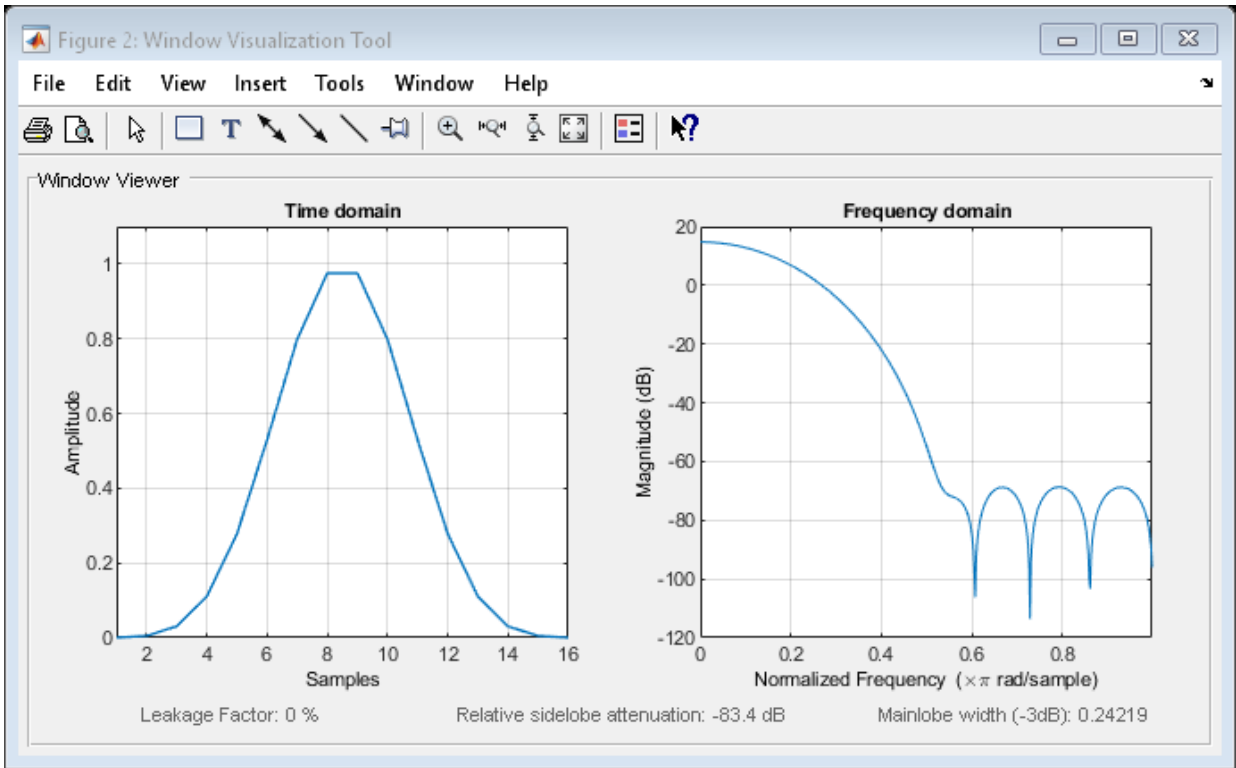 Figure 2: Window Visualization Tool
File Edit View Insert Tools Window Help
T
?
Window Viewer
Time domain
1
0.8
0.6
0.4
0.2
0
Amplitude
2 4 6 8 10 12 14 16
Samples
Frequency domain
20
0
-20
-40
-60
-80
-100
-120
Magnitude (dB)
0 0.2 0.4 0.6 0.8
Normalized Frequency (×π rad/sample)
Leakage Factor: 0 % Relative sidelobe attenuation: -83.4 dB Mainlobe width (-3dB): 0.24219